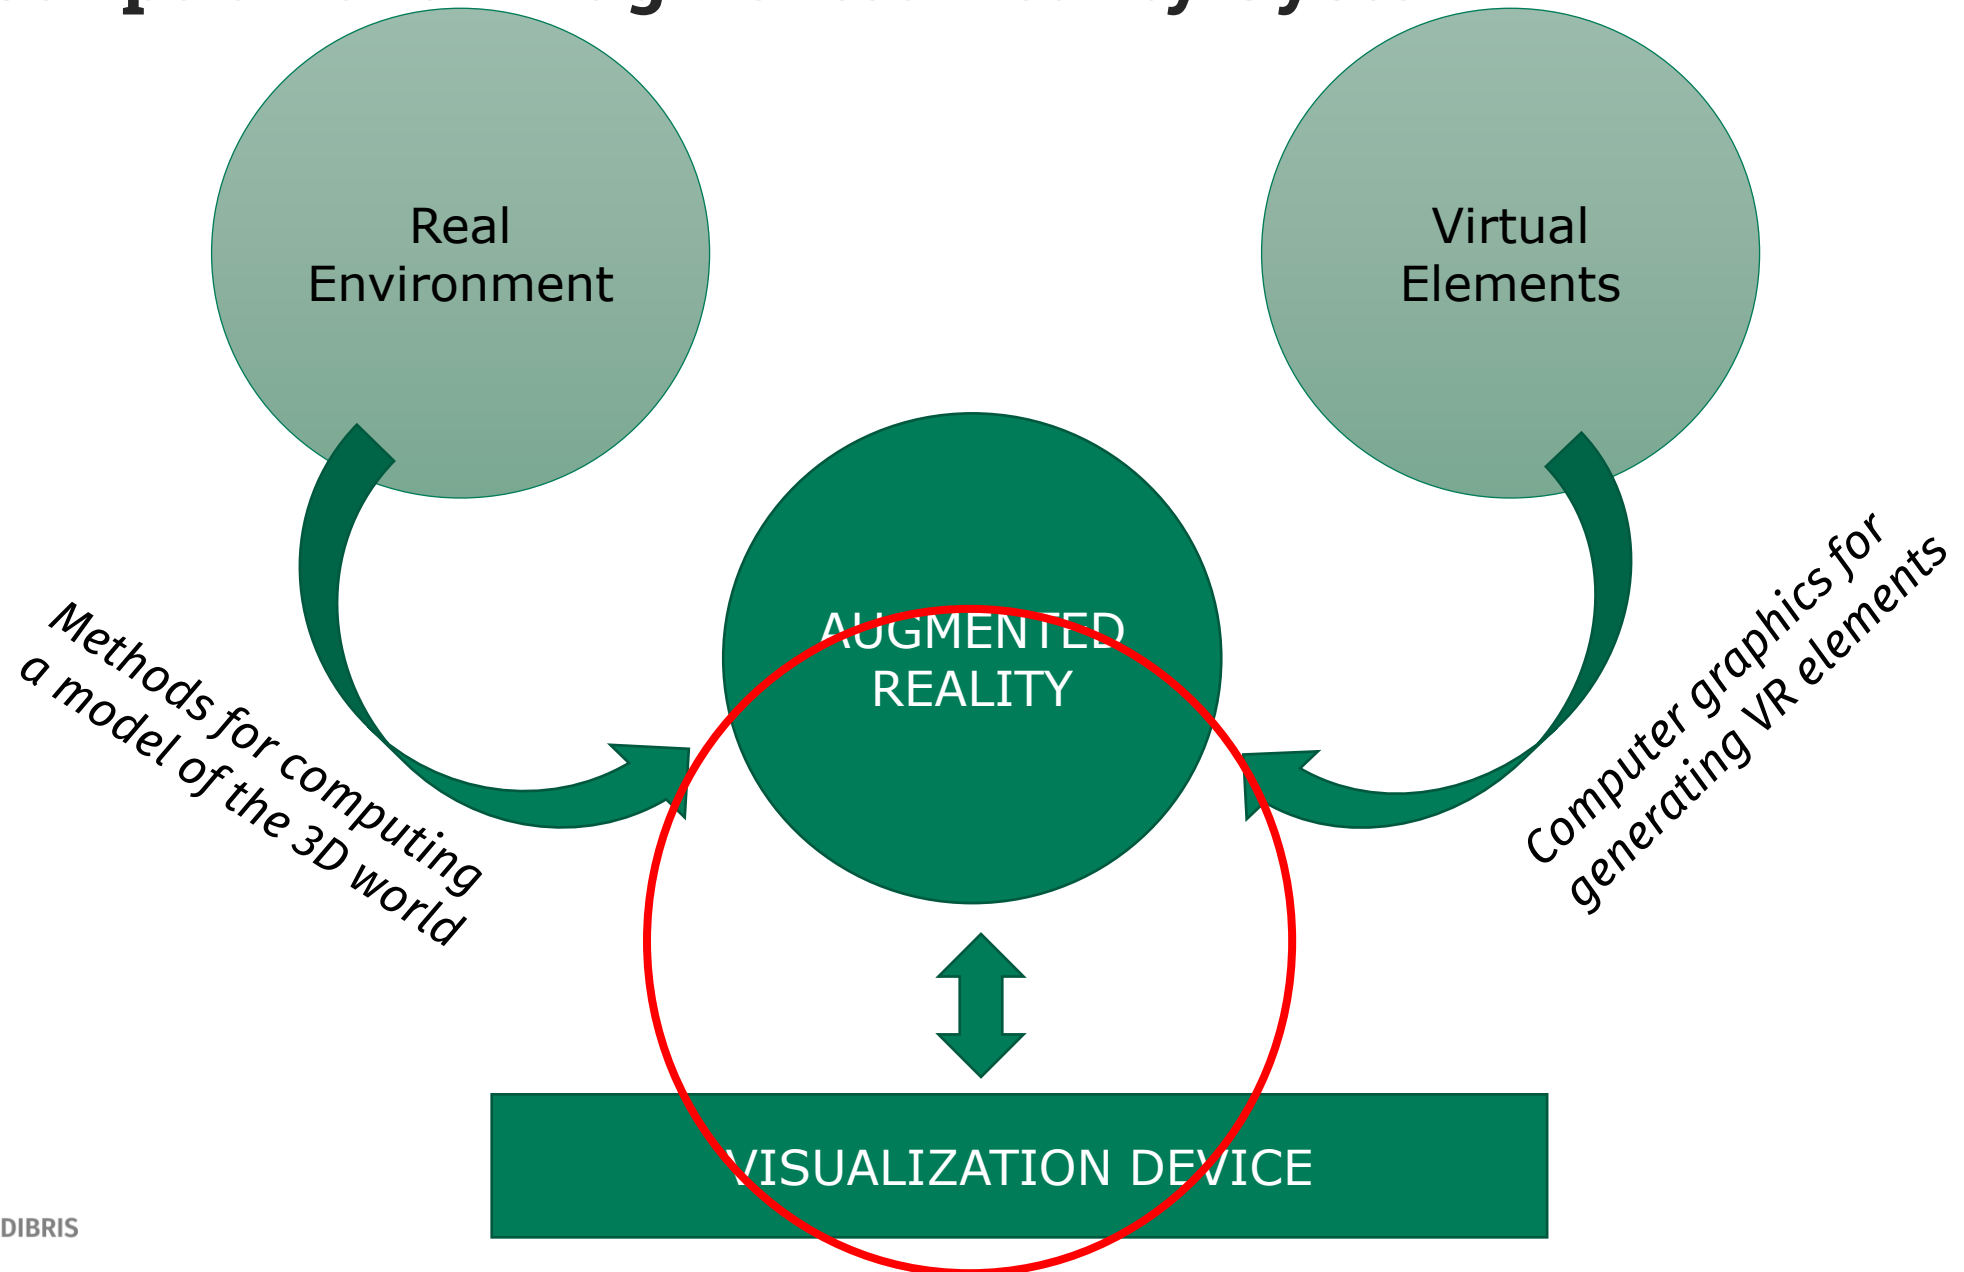 Real
Environment
Virtual
Elements
AUGMENTED
REALITY
Methods for computing
a model of the 3D world
Computer graphics for
generating VR elements
VISUALIZATION DEVICE
DIBRIS